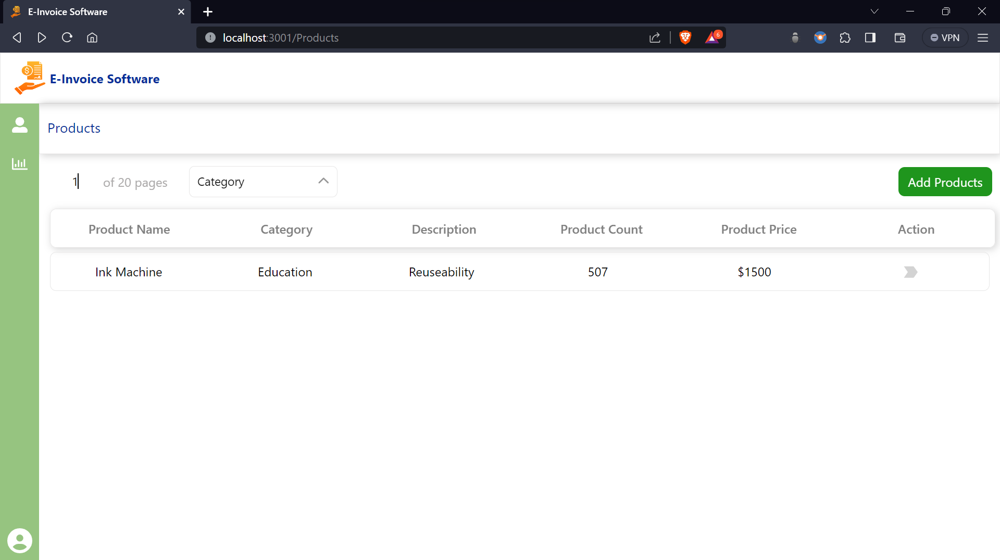 E-Invoice Software
localhost:3001/Products
6
VPN
E-Invoice Software
Products
1 of 20 pages
Category
Add Products
Product Name Category Description Product Count Product Price Action
Ink Machine Education Reuseability 507 $1500